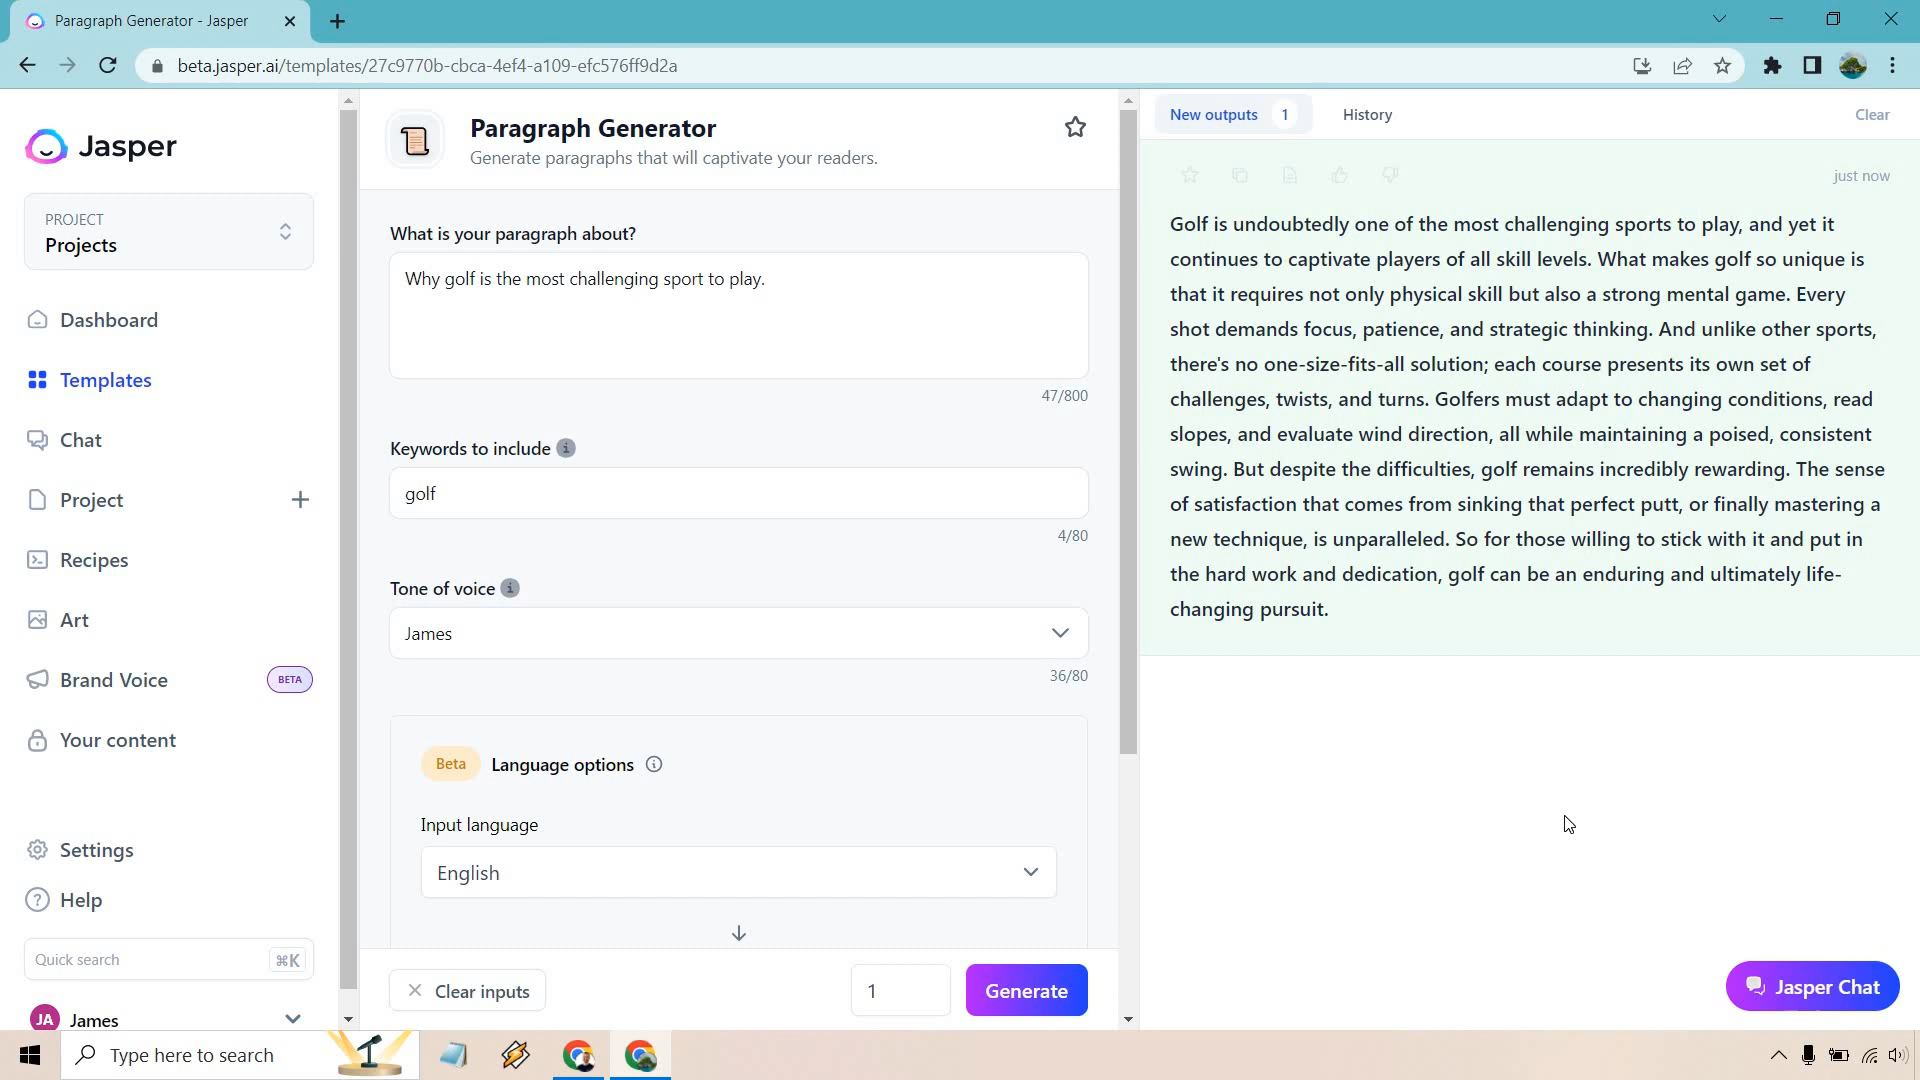 Paragraph Generator - Jasper
beta.jasper.ai/templates/27c9770b-cbca-4ef4-a109-efc576ff9d2a
Jasper
PROJECT
Projects
Dashboard
Templates
Chat
Project
Recipes
Art
Brand Voice
BETA
Your content
Settings
Help
Quick search
⌘K
JA
James
Paragraph Generator
Generate paragraphs that will captivate your readers.
What is your paragraph about?
Why golf is the most challenging sport to play.
47/800
Keywords to include
golf
4/80
Tone of voice
James
36/80
Beta
Language options
Input language
English
Clear inputs
1
Generate
New outputs 1
History
Clear
just now
Golf is undoubtedly one of the most challenging sports to play, and yet it
continues to captivate players of all skill levels. What makes golf so unique is
that it requires not only physical skill but also a strong mental game. Every
shot demands focus, patience, and strategic thinking. And unlike other sports,
there's no one-size-fits-all solution; each course presents its own set of
challenges, twists, and turns. Golfers must adapt to changing conditions, read
slopes, and evaluate wind direction, all while maintaining a poised, consistent
swing. But despite the difficulties, golf remains incredibly rewarding. The sense
of satisfaction that comes from sinking that perfect putt, or finally mastering a
new technique, is unparalleled. So for those willing to stick with it and put in
the hard work and dedication, golf can be an enduring and ultimately life-
changing pursuit.
Jasper Chat
Type here to search